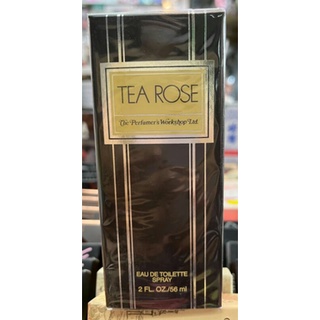 TEA ROSE
The Perfumer's Workshop Ltd.
EAU DE TOILETTE
SPRAY
2 FL. OZ./56 ml